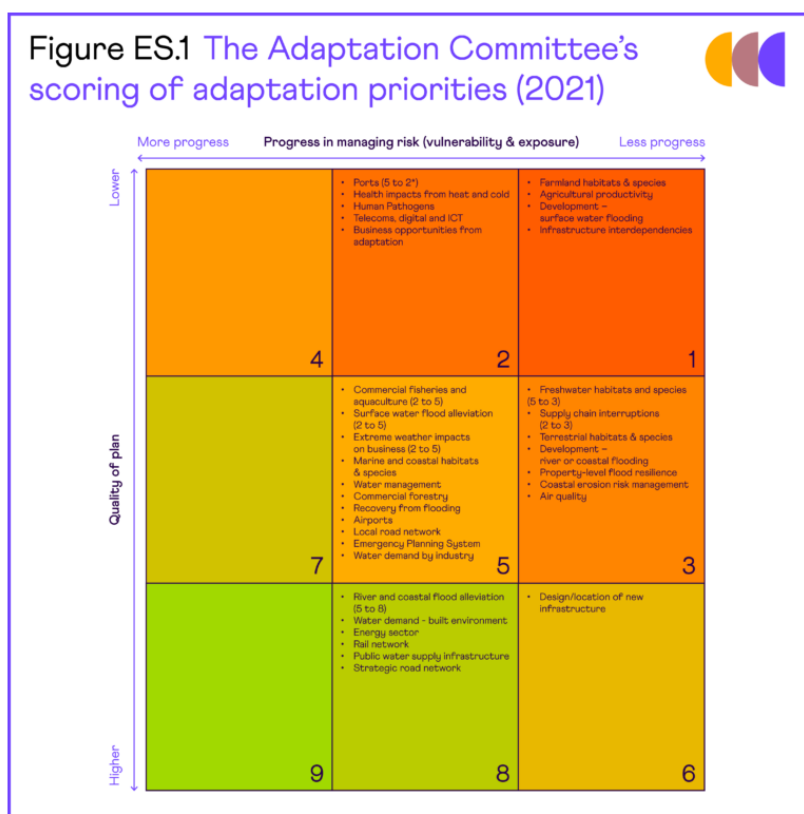 Figure ES.1 The Adaptation Committee's
scoring of adaptation priorities (2021)
More progress
Progress in managing risk (vulnerability & exposure)
Less progress
Lower
Quality of plan
Higher
4
• Ports (5 to 2*)
• Health impacts from heat and cold
• Human Pathogens
• Telecoms, digital and ICT
• Business opportunities from
adaptation
2
• Farmland habitats & species
• Agricultural productivity
• Development –
surface water flooding
• Infrastructure interdependencies
1
7
• Commercial fisheries and
aquaculture (2 to 5)
• Surface water flood alleviation
(2 to 5)
• Extreme weather impacts
on business (2 to 5)
• Marine and coastal habitats
& species
• Water management
• Commercial forestry
• Recovery from flooding
• Airports
• Local road network
• Emergency Planning System
• Water demand by industry
5
• Freshwater habitats and species
(5 to 3)
• Supply chain interruptions
(2 to 3)
• Terrestrial habitats & species
• Development –
river or coastal flooding
• Property-level flood resilience
• Coastal erosion risk management
• Air quality
3
9
• River and coastal flood alleviation
(5 to 8)
• Water demand - built environment
• Energy sector
• Rail network
• Public water supply infrastructure
• Strategic road network
8
• Design/location of new
infrastructure
6